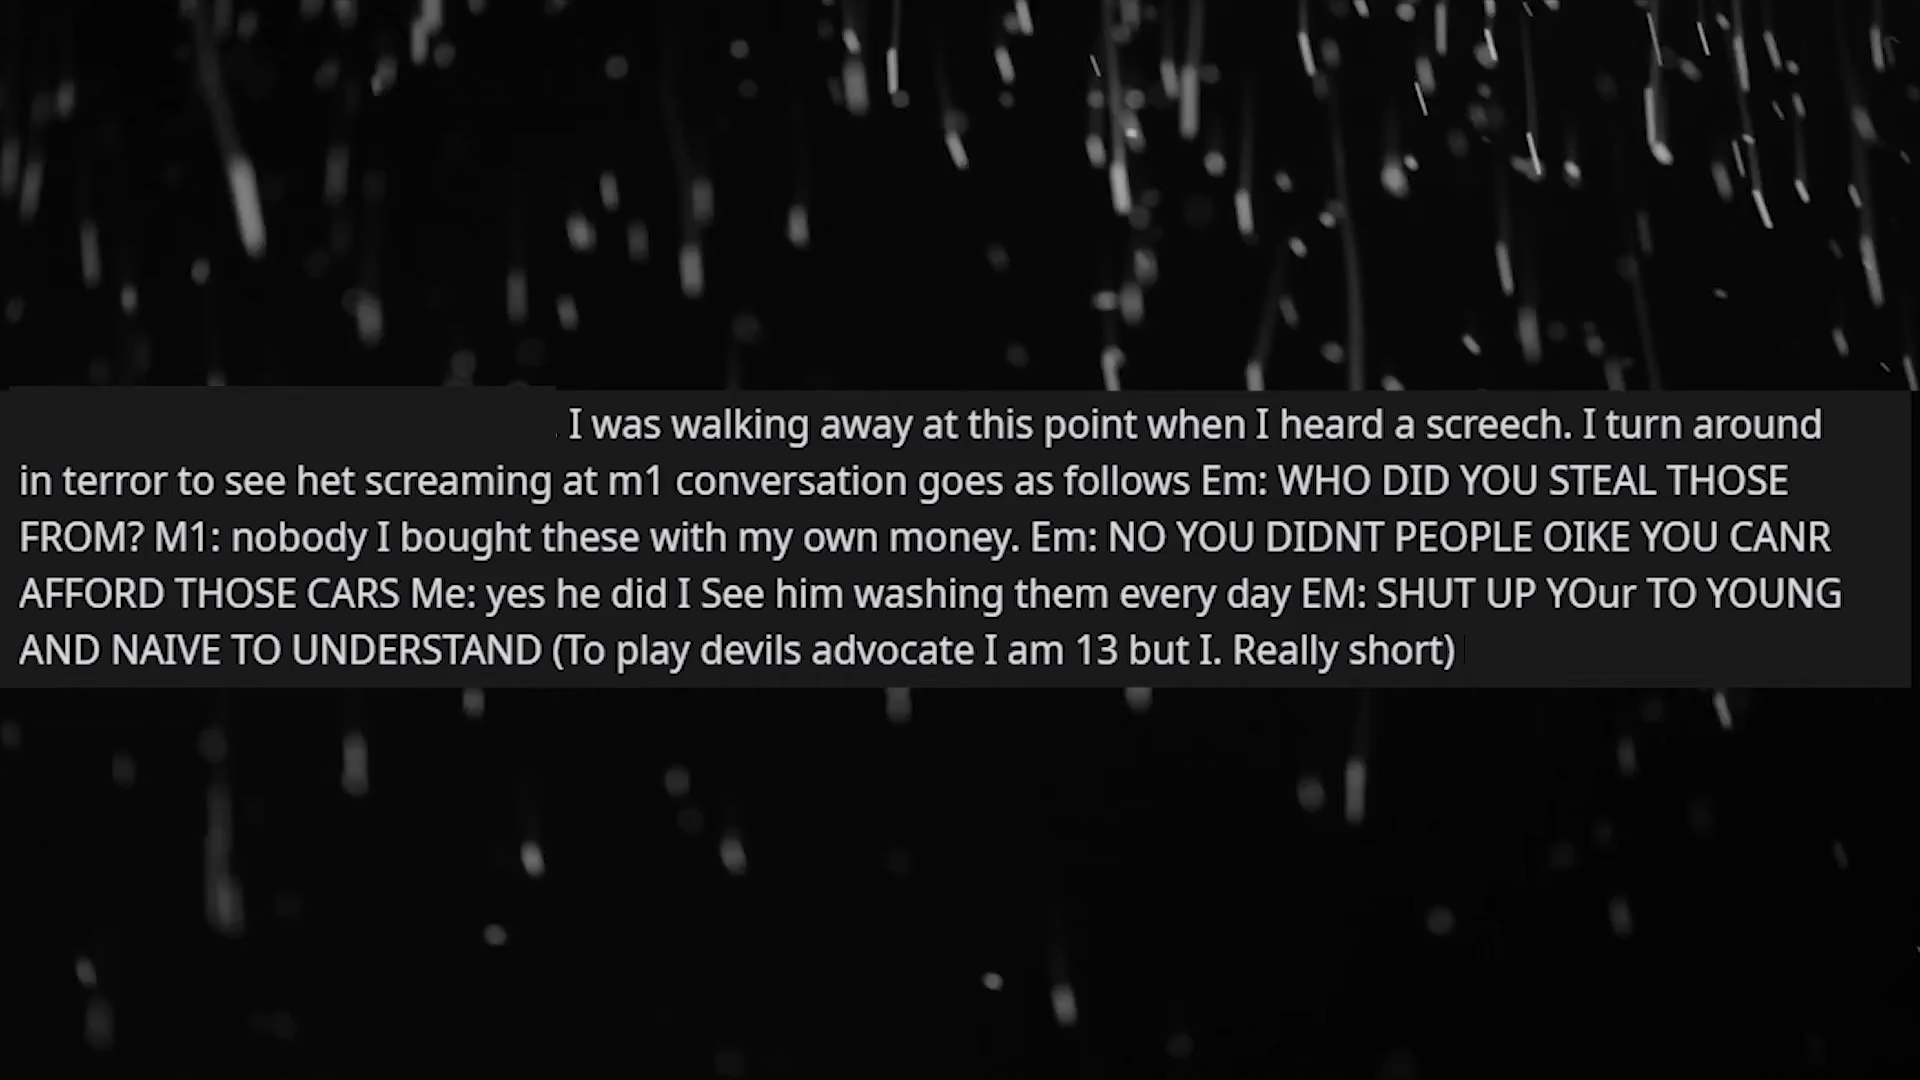 I was walking away at this point when I heard a screech. I turn around
in terror to see het screaming at m1 conversation goes as follows Em: WHO DID YOU STEAL THOSE
FROM? M1: nobody I bought these with my own money. Em: NO YOU DIDNT PEOPLE OIKE YOU CANR
AFFORD THOSE CARS Me: yes he did I See him washing them every day EM: SHUT UP YOur TO YOUNG
AND NAIVE TO UNDERSTAND (To play devils advocate I am 13 but I. Really short)